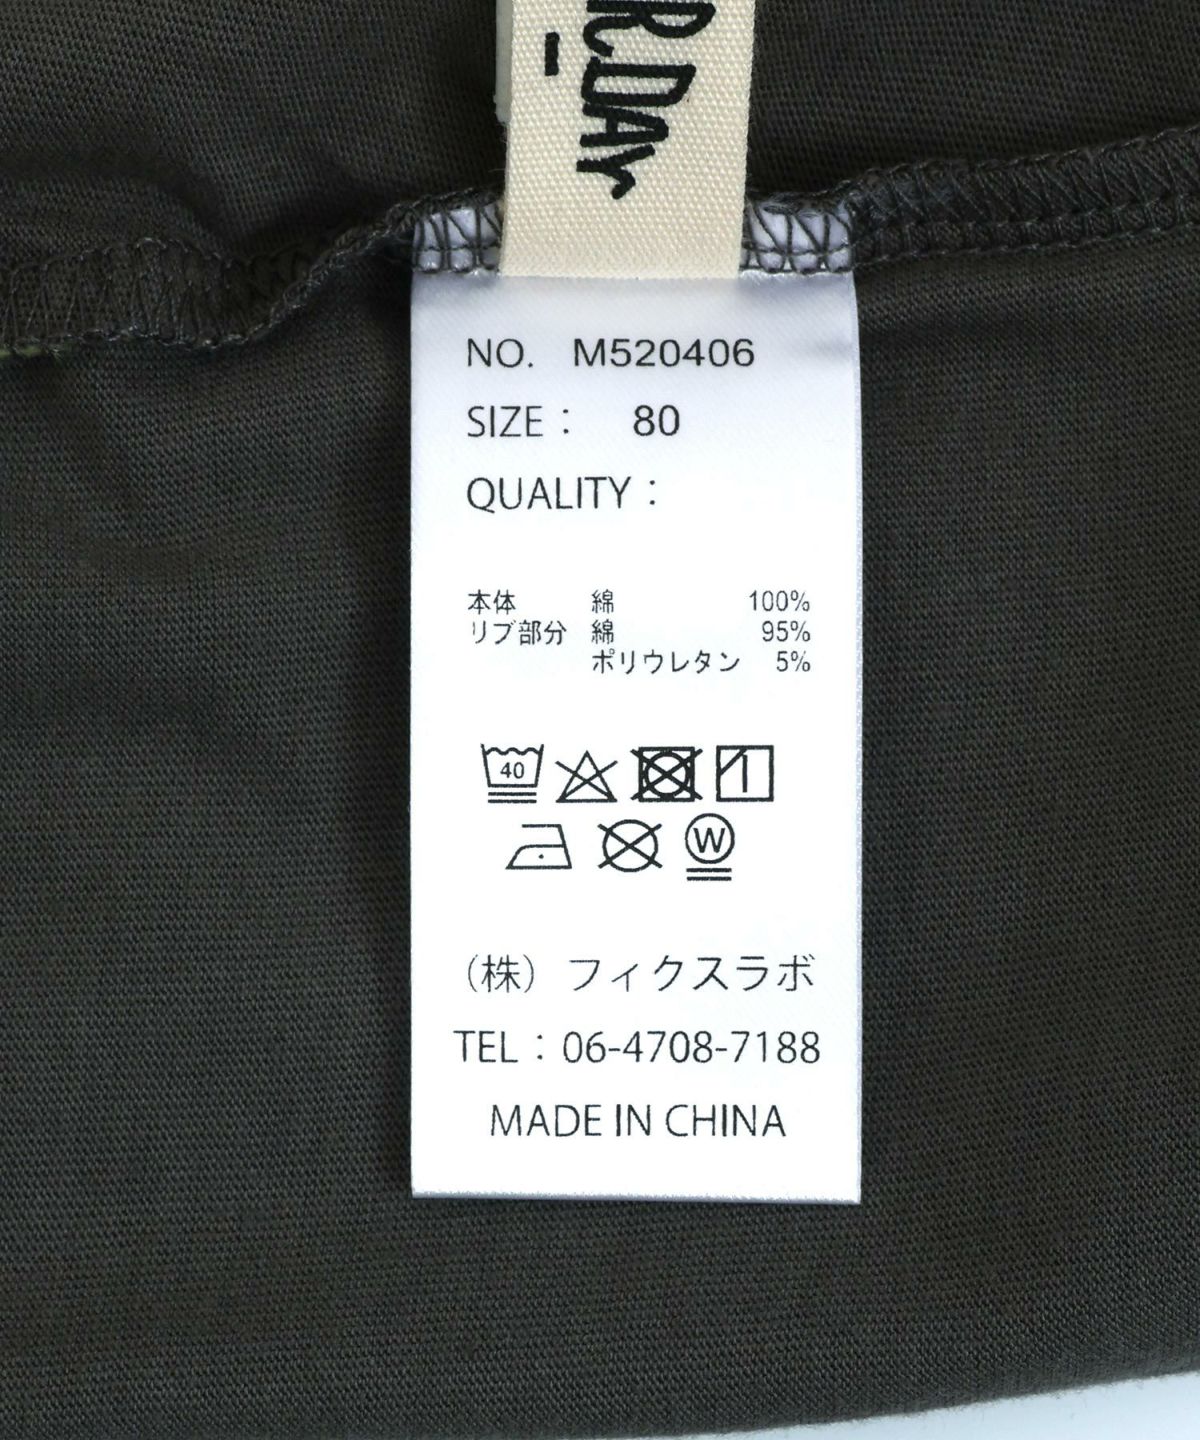 R.DAY
NO. M520406
SIZE : 80
QUALITY :
本体 綿 100%
リブ部分 綿 95%
ポリウレタン 5%
40
W
(株) フィクスラボ
TEL : 06-4708-7188
MADE IN CHINA